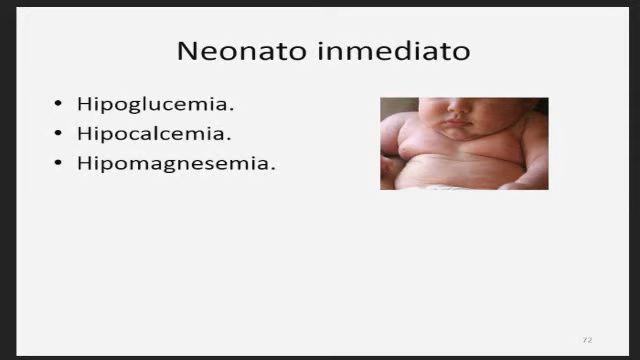 Neonato inmediato
• Hipoglucemia.
• Hipocalcemia.
• Hipomagnesemia.
72